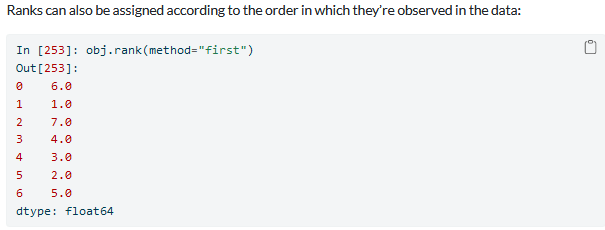 Ranks can also be assigned according to the order in which they're observed in the data:
In [253]: obj.rank(method="first")
Out[253]:
0    6.0
1    1.0
2    7.0
3    4.0
4    3.0
5    2.0
6    5.0
dtype: float64